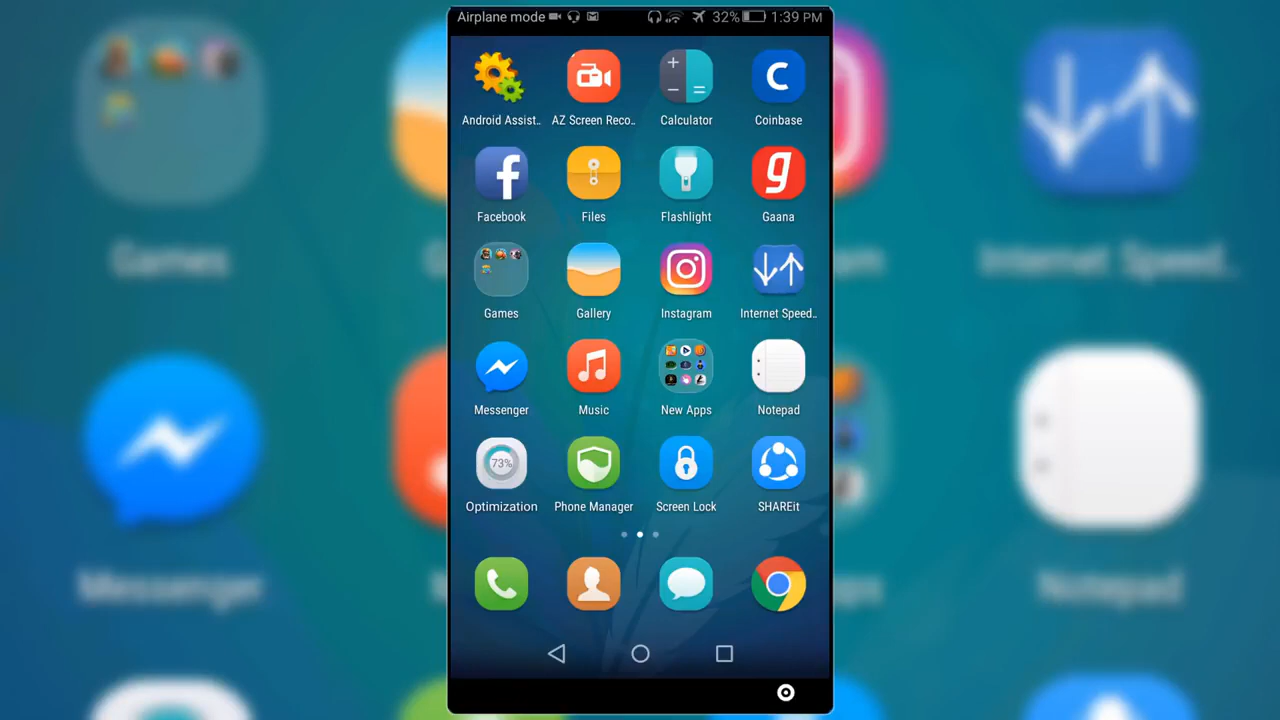 Airplane mode 32% 1:39 PM
Android Assist.. AZ Screen Reco.. Calculator Coinbase
Facebook Files Flashlight Gaana
Games Gallery Instagram Internet Speed..
Messenger Music New Apps Notepad
73%
Optimization Phone Manager Screen Lock SHAREit
Games Internet Speed..
Messenger Notepad